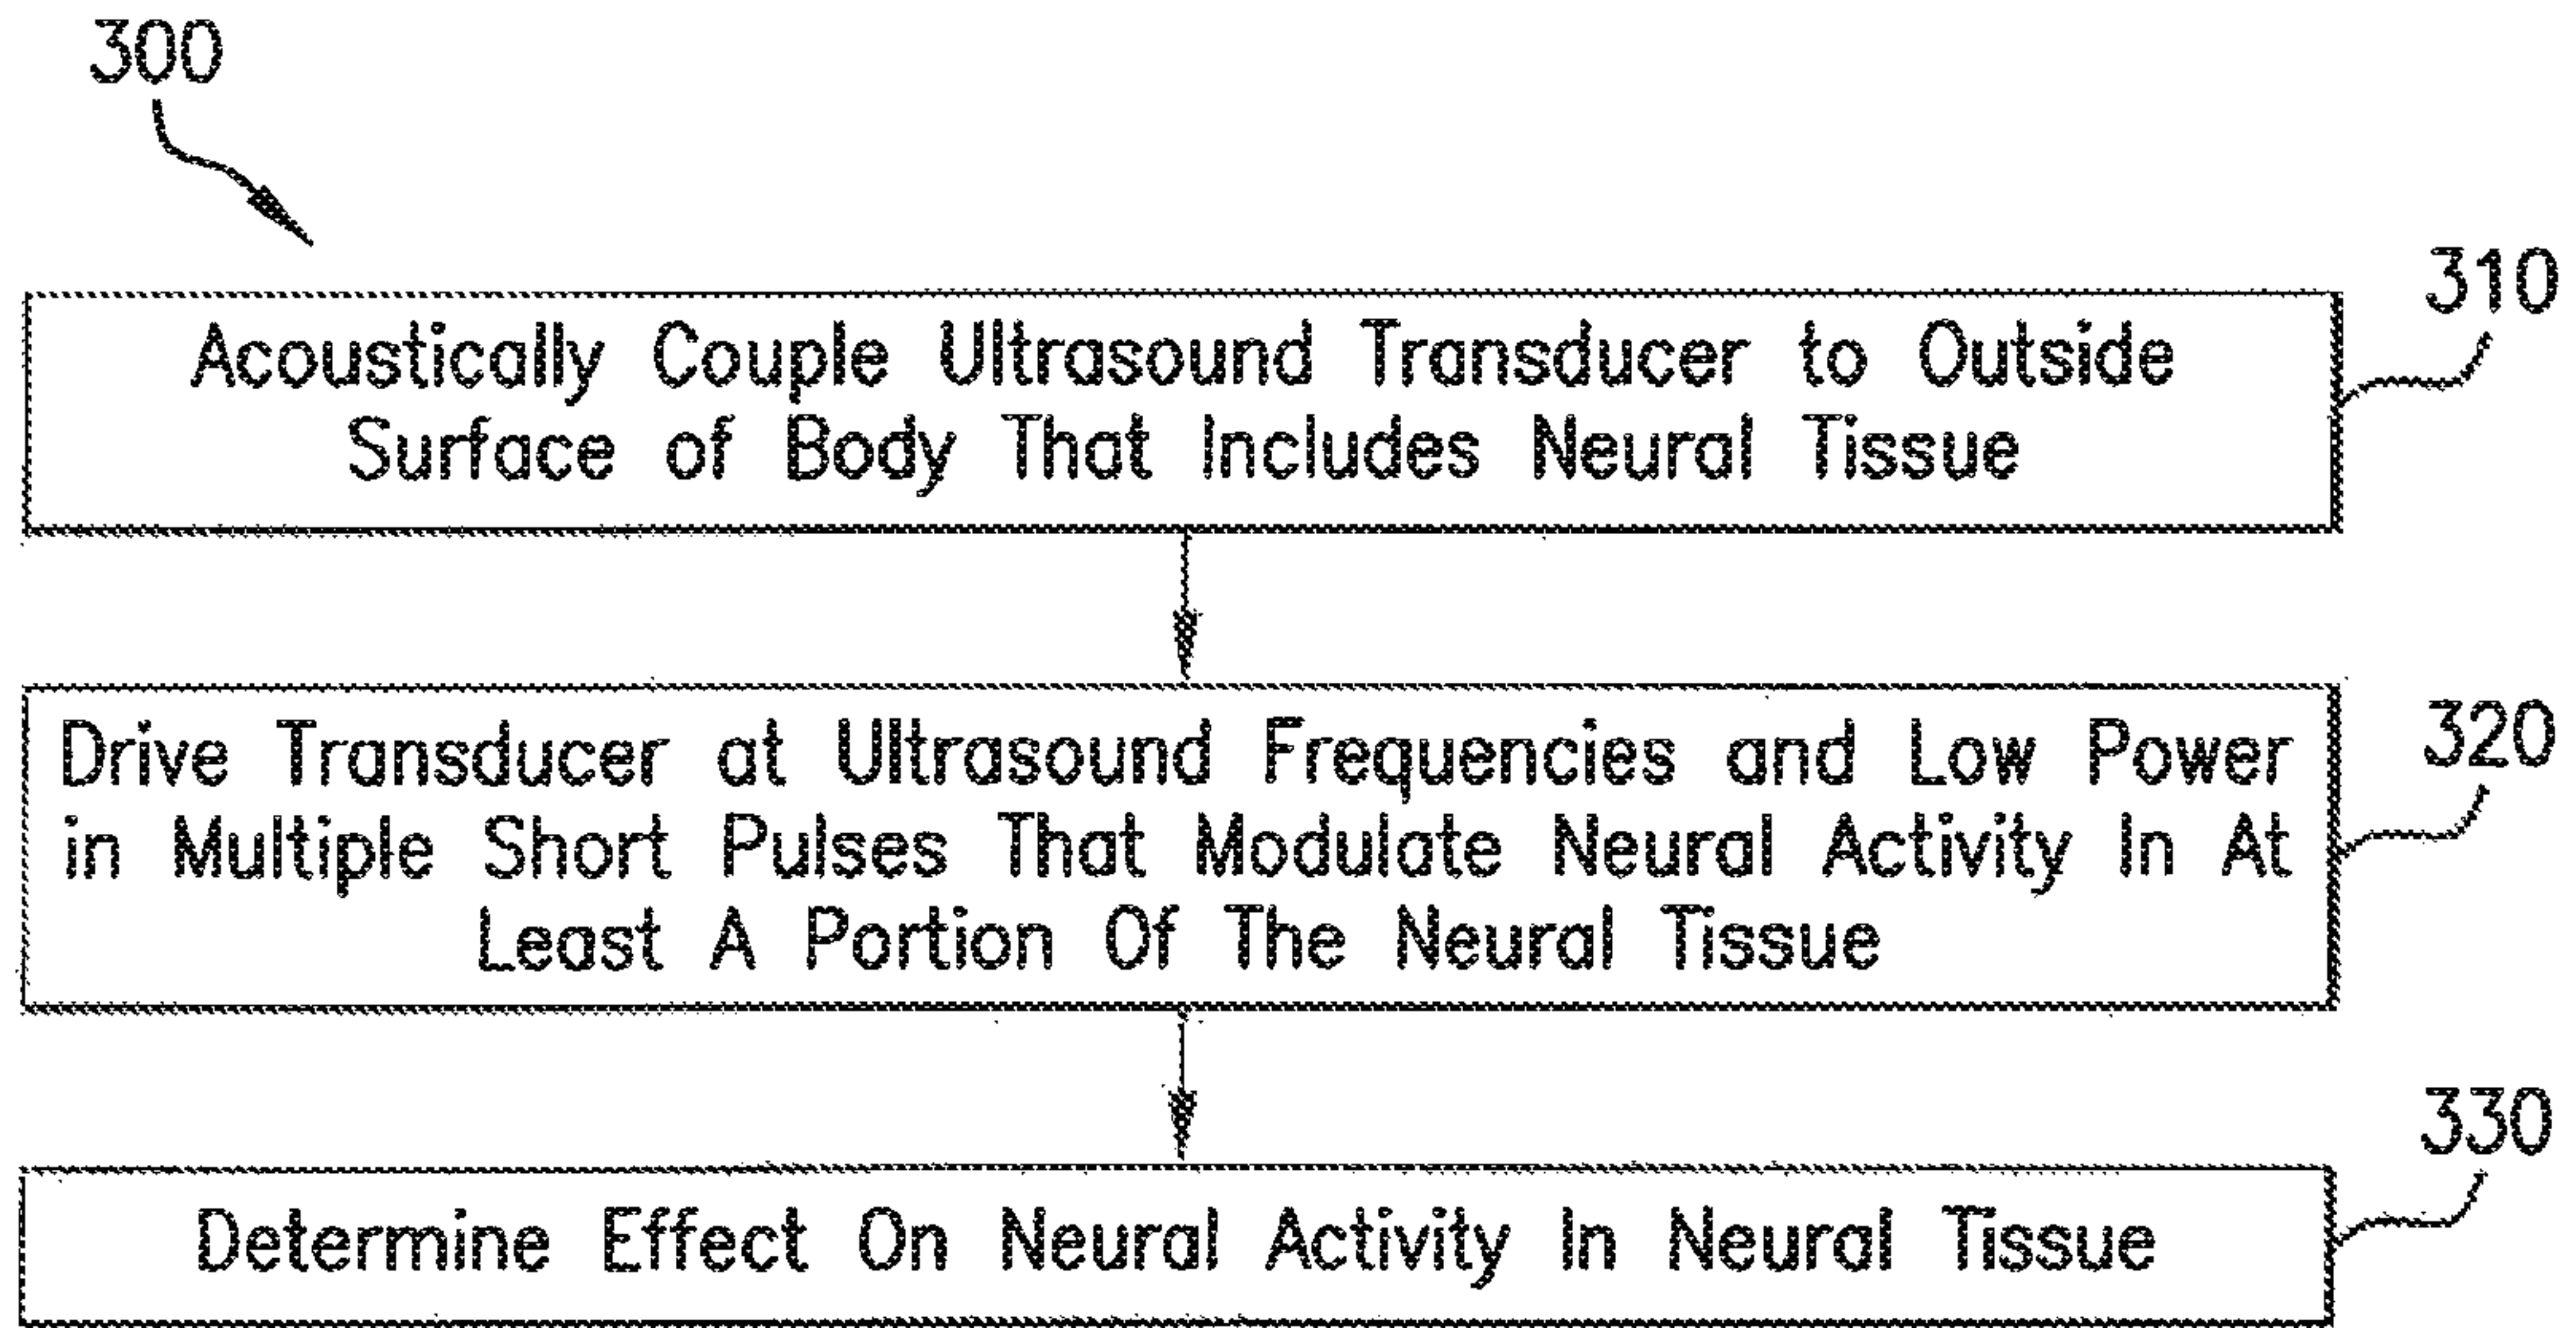 300
310
Acoustically Couple Ultrasound Transducer to Outside
Surface of Body That Includes Neural Tissue
320
Drive Transducer at Ultrasound Frequencies and Low Power
in Multiple Short Pulses That Modulate Neural Activity In At
Least A Portion Of The Neural Tissue
330
Determine Effect On Neural Activity In Neural Tissue